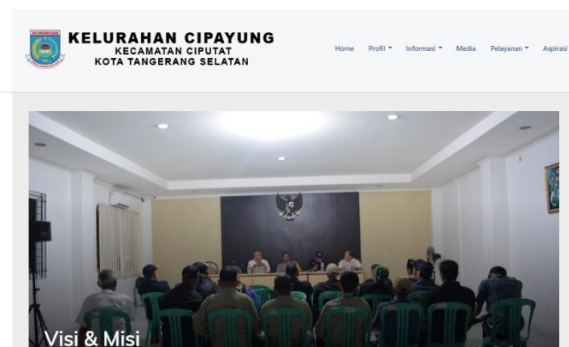 KELURAHAN CIPAYUNG
KECAMATAN CIPUTAT
KOTA TANGERANG SELATAN
Home Profil Informasi Media Pelayanan Aspirasi
Visi & Misi